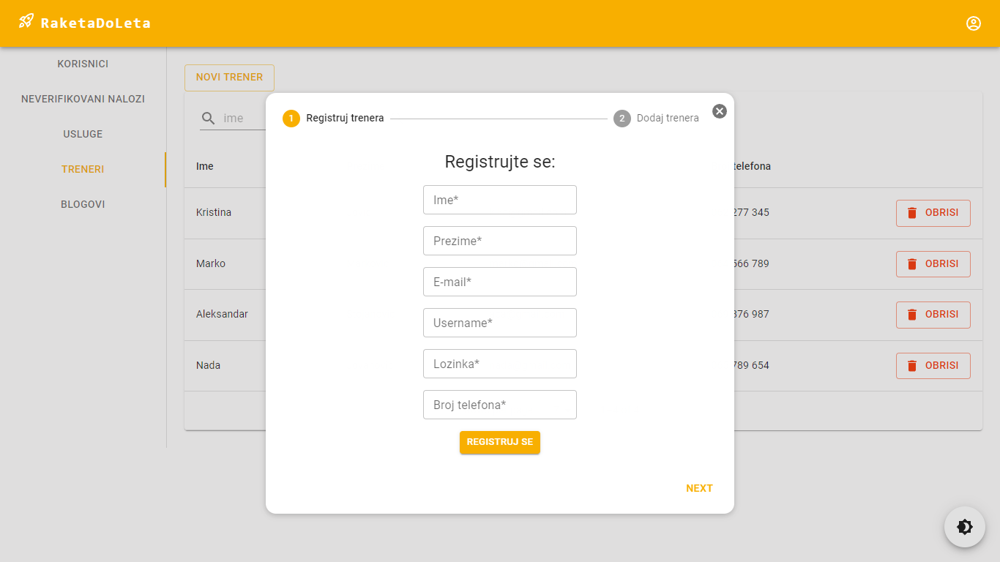 RaketaDoLeta
KORISNICI
NEVERIFIKOVANI NALOZI
USLUGE
TRENERI
BLOGOVI
NOVI TRENER
ime
1 Registruj trenera
2 Dodaj trenera
Registrujte se:
Ime*
Prezime*
E-mail*
Username*
Lozinka*
Broj telefona*
REGISTRUJ SE
NEXT
Ime telefona
Kristina 277 345 OBRISI
Marko 566 789 OBRISI
Aleksandar 876 987 OBRISI
Nada 789 654 OBRISI